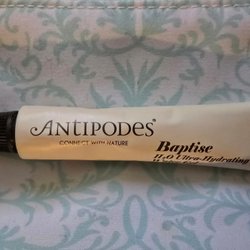 ANTIPODES®
CONNECT WITH NATURE
Baptise
H₂O Ultra-Hydrating